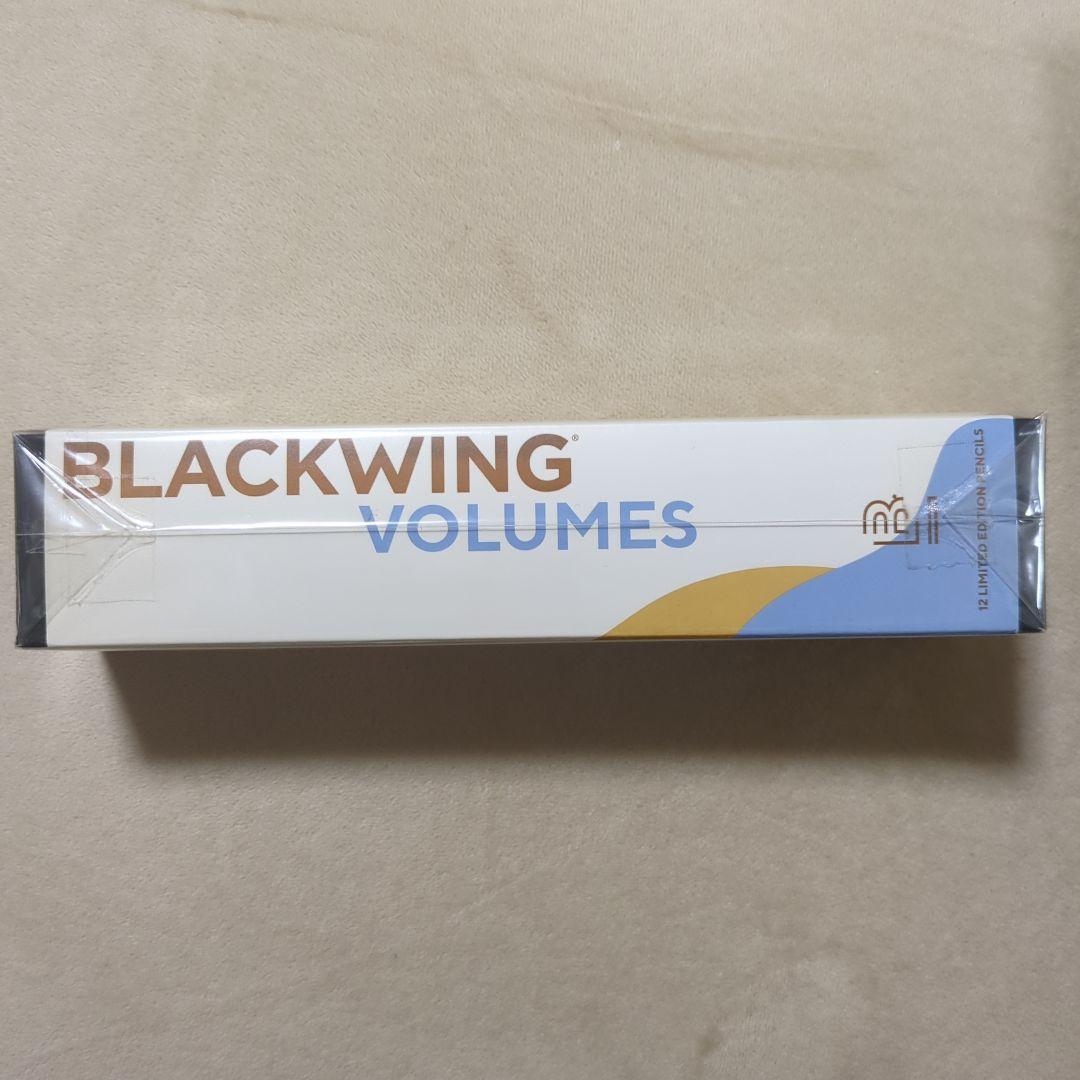 BLACKWING®
VOLUMES
12 LIMITED EDITION PENCILS